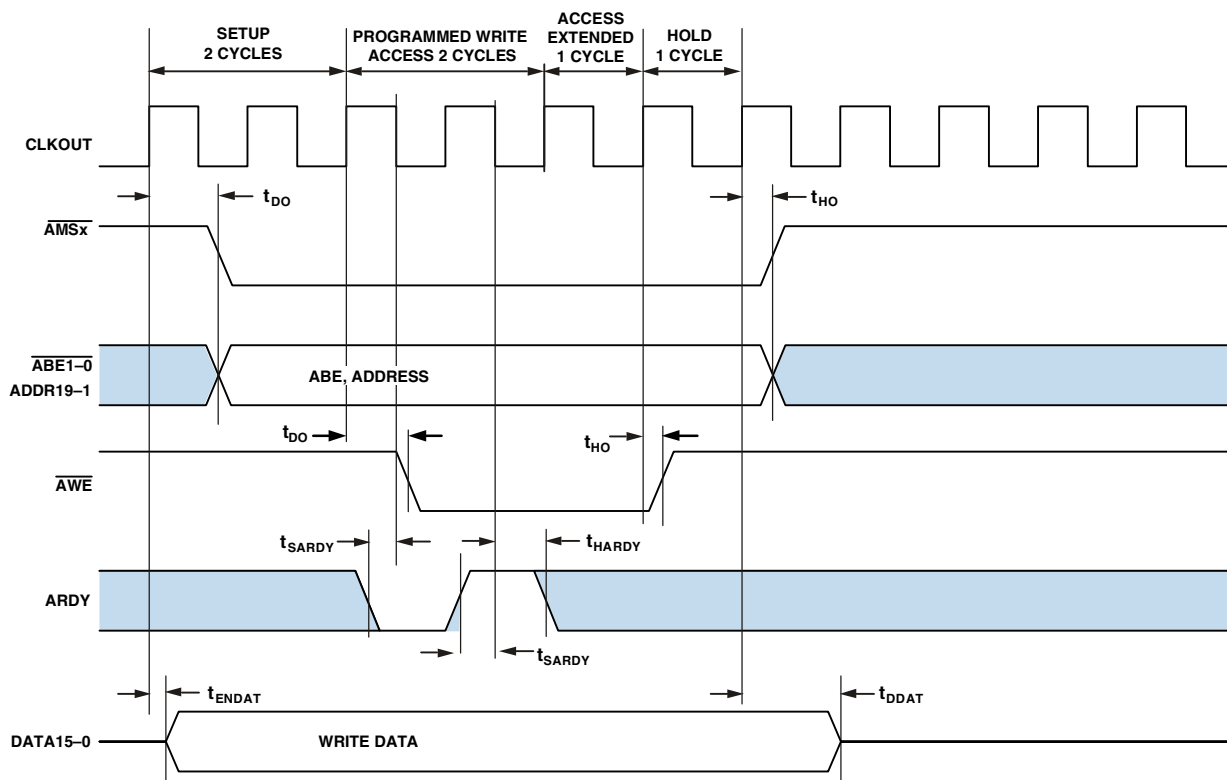 SETUP
2 CYCLES
PROGRAMMED WRITE
ACCESS 2 CYCLES
ACCESS
EXTENDED
1 CYCLE
HOLD
1 CYCLE
CLKOUT
tDO
tHO
AMSx
ABE1–0
ADDR19–1
ABE, ADDRESS
tDO
tHO
AWE
tSARDY
tHARDY
ARDY
tSARDY
tENDAT
tDDAT
DATA15–0
WRITE DATA